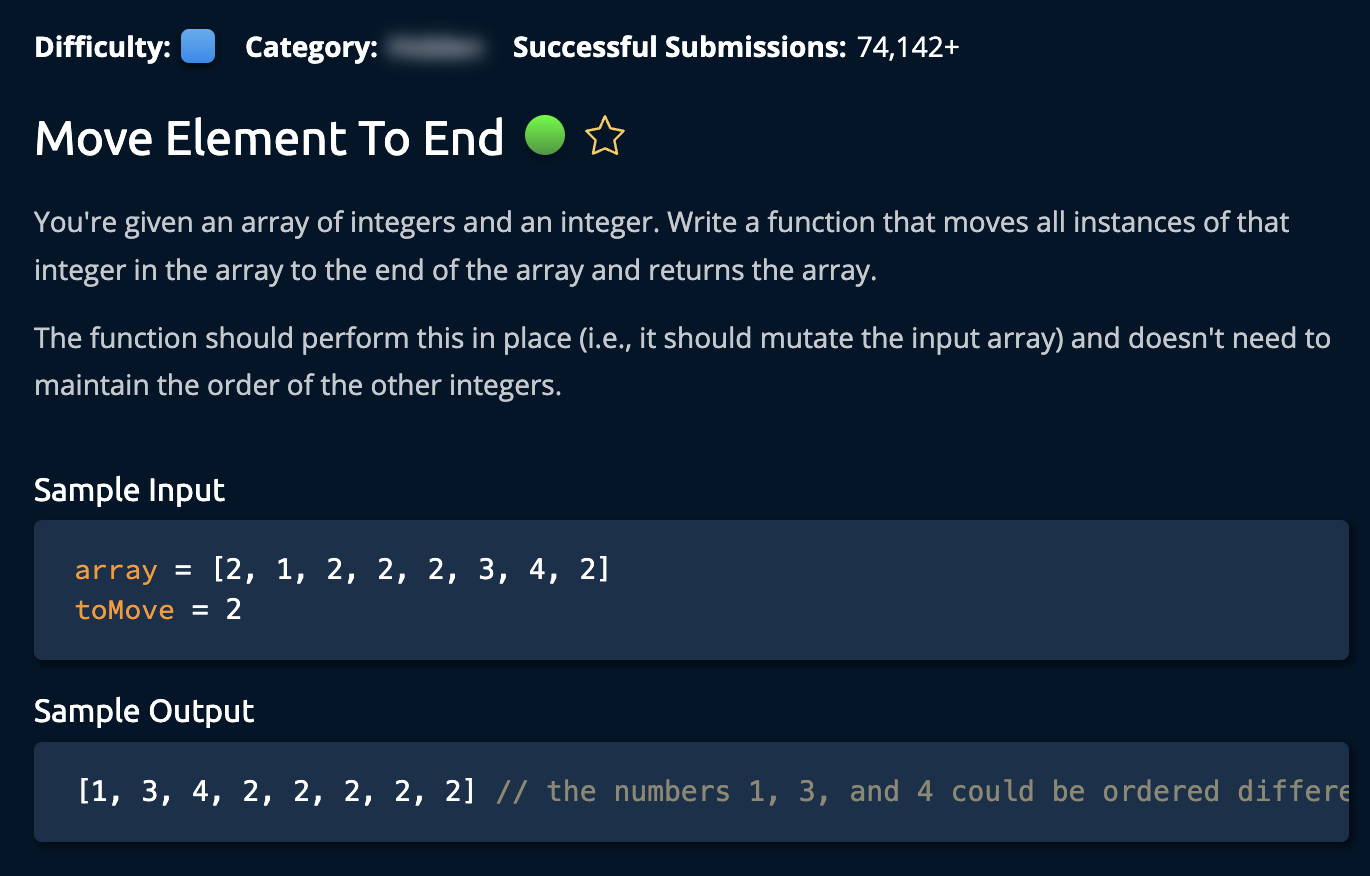 Difficulty: Category: Successful Submissions: 74,142+
Move Element To End
You're given an array of integers and an integer. Write a function that moves all instances of that
integer in the array to the end of the array and returns the array.
The function should perform this in place (i.e., it should mutate the input array) and doesn't need to
maintain the order of the other integers.
Sample Input
array = [2, 1, 2, 2, 2, 3, 4, 2]
toMove = 2
Sample Output
[1, 3, 4, 2, 2, 2, 2, 2] // the numbers 1, 3, and 4 could be ordered differe